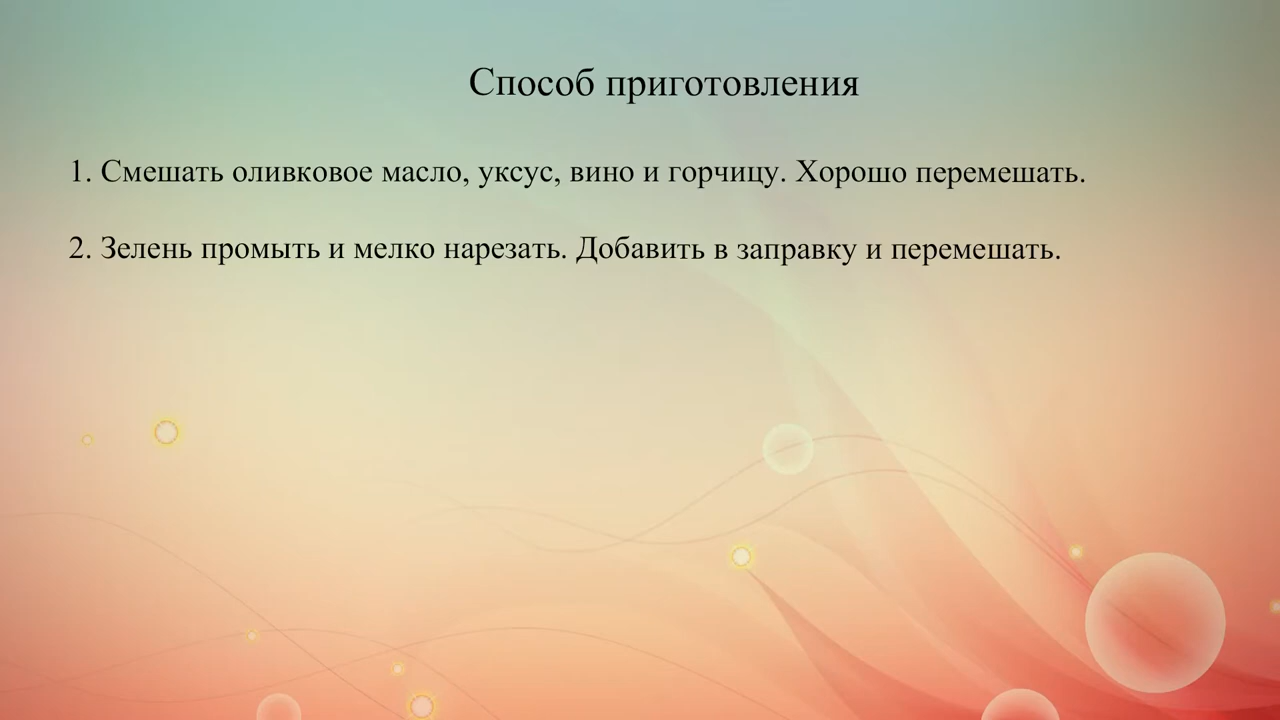 Способ приготовления
1. Смешать оливковое масло, уксус, вино и горчицу. Хорошо перемешать.
2. Зелень промыть и мелко нарезать. Добавить в заправку и перемешать.